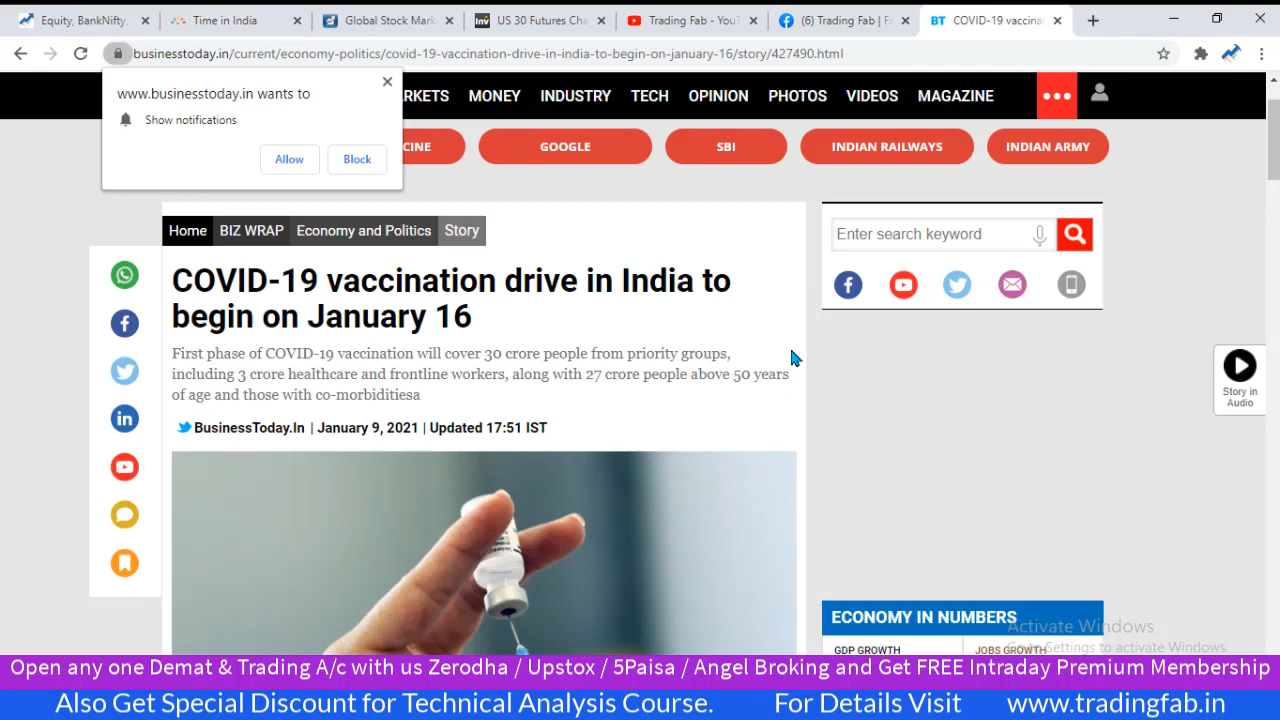 Equity, BankNifty,
Time in India
Global Stock Mark
US 30 Futures Cha
Trading Fab - YouT
(6) Trading Fab | F
BT COVID-19 vaccina
businesstoday.in/current/economy-politics/covid-19-vaccination-drive-in-india-to-begin-on-january-16/story/427490.html
www.businesstoday.in wants to
Show notifications
Allow Block
RKETS MONEY INDUSTRY TECH OPINION PHOTOS VIDEOS MAGAZINE
CINE GOOGLE SBI INDIAN RAILWAYS INDIAN ARMY
Home BIZ WRAP Economy and Politics Story
Enter search keyword
COVID-19 vaccination drive in India to
begin on January 16
First phase of COVID-19 vaccination will cover 30 crore people from priority groups,
including 3 crore healthcare and frontline workers, along with 27 crore people above 50 years
of age and those with co-morbiditiesa
BusinessToday.In | January 9, 2021 | Updated 17:51 IST
Story in
Audio
ECONOMY IN NUMBERS
GDP GROWTH JOBS GROWTH
Activate Windows
Go to Settings to activate Windows.
Open any one Demat & Trading A/c with us Zerodha / Upstox / 5Paisa / Angel Broking and Get FREE Intraday Premium Membership
Also Get Special Discount for Technical Analysis Course. For Details Visit www.tradingfab.in